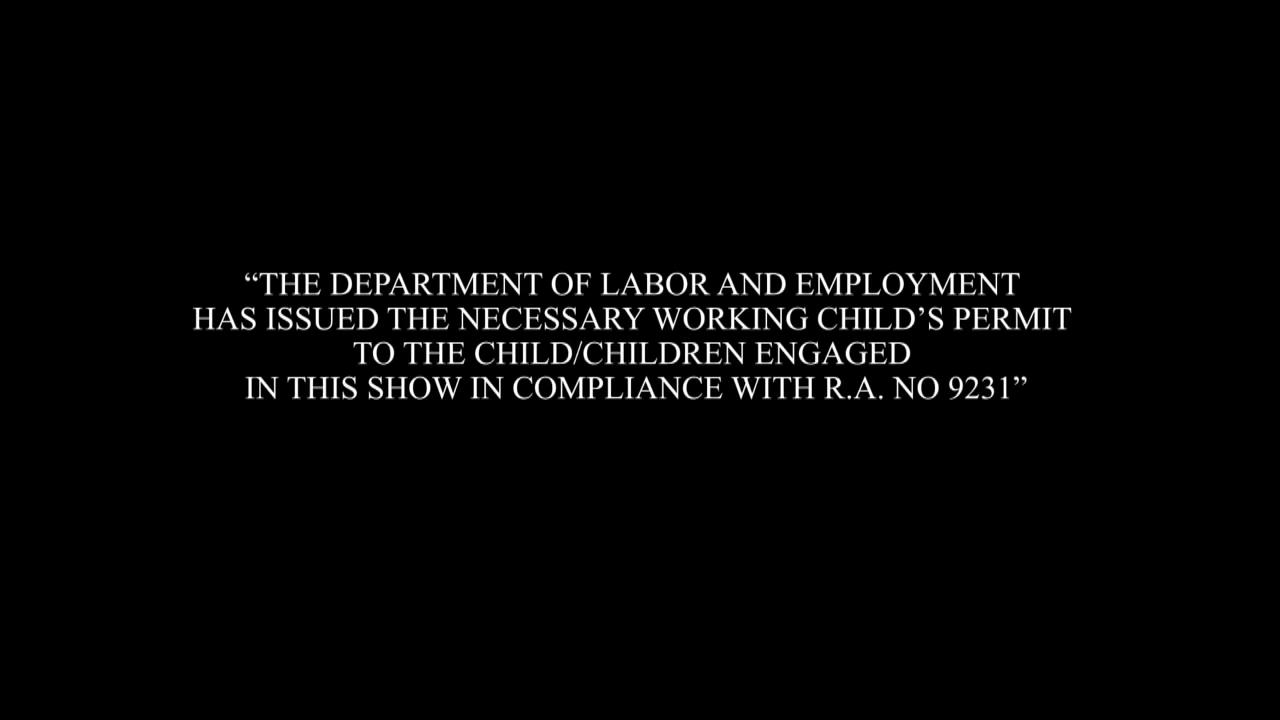 “THE DEPARTMENT OF LABOR AND EMPLOYMENT
HAS ISSUED THE NECESSARY WORKING CHILD’S PERMIT
TO THE CHILD/CHILDREN ENGAGED
IN THIS SHOW IN COMPLIANCE WITH R.A. NO 9231”